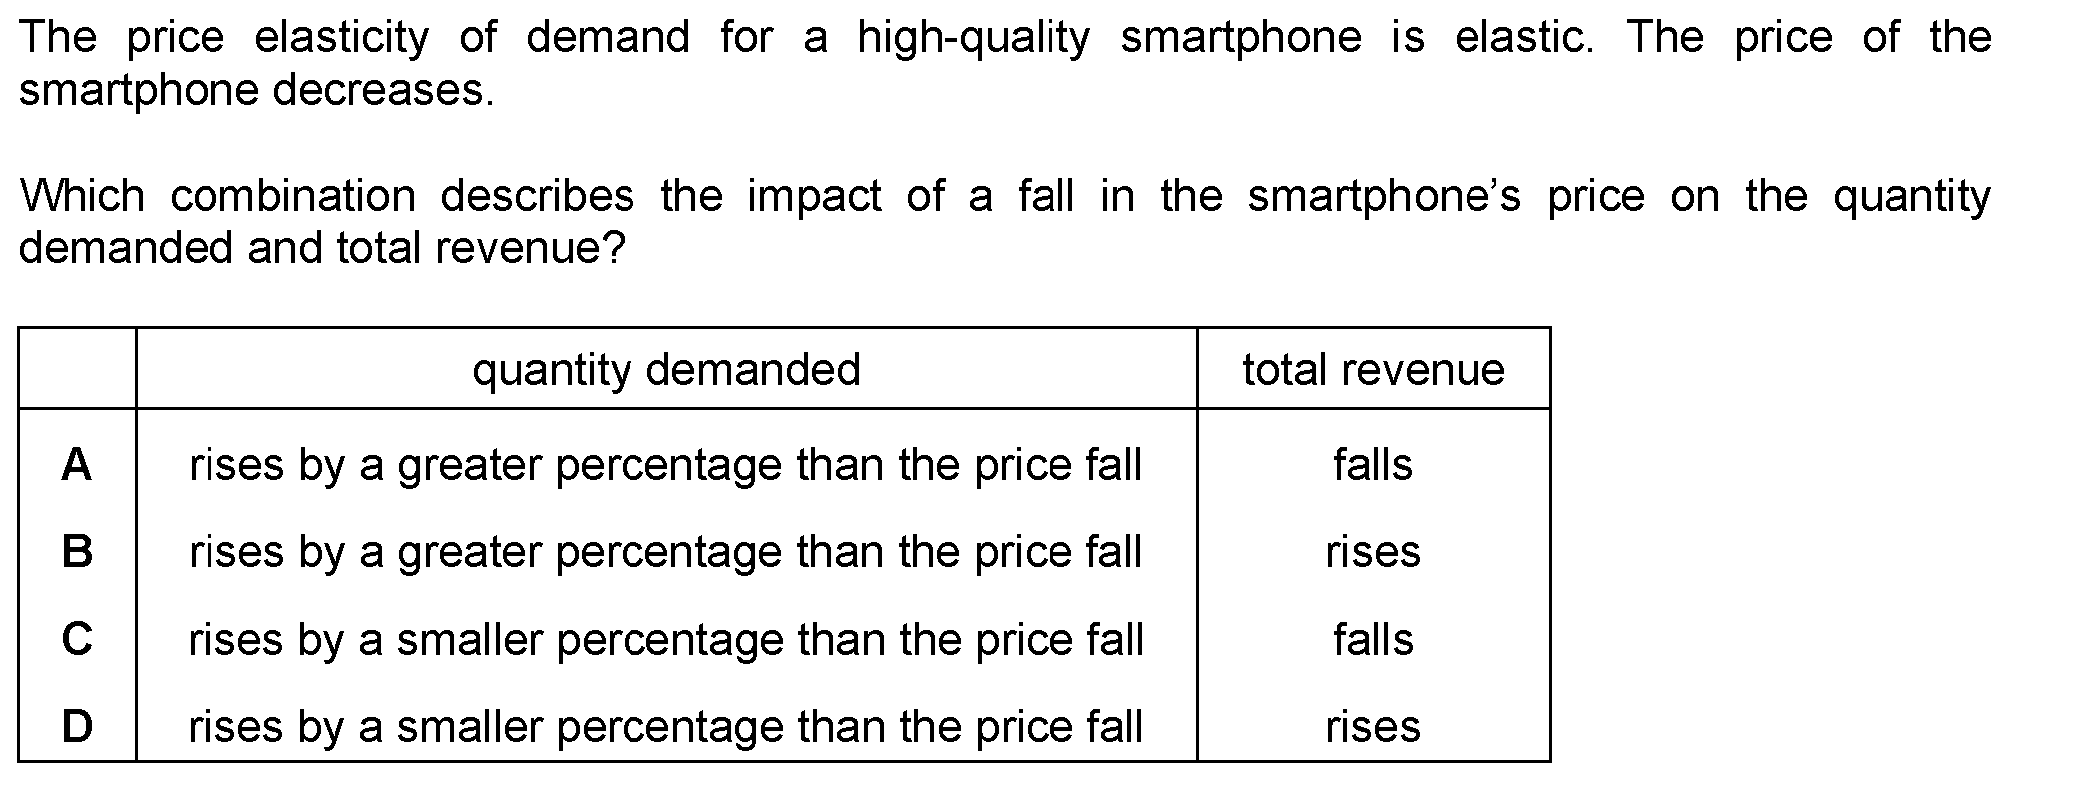 The price elasticity of demand for a high-quality smartphone is elastic. The price of the
smartphone decreases.
Which combination describes the impact of a fall in the smartphone’s price on the quantity
demanded and total revenue?
quantity demanded total revenue
A rises by a greater percentage than the price fall falls
B rises by a greater percentage than the price fall rises
C rises by a smaller percentage than the price fall falls
D rises by a smaller percentage than the price fall rises